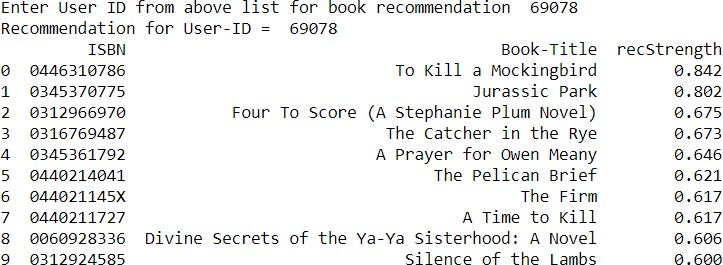 Enter User ID from above list for book recommendation  69078
Recommendation for User-ID =  69078
ISBN Book-Title recStrength
0 0446310786 To Kill a Mockingbird 0.842
1 0345370775 Jurassic Park 0.802
2 0312966970 Four To Score (A Stephanie Plum Novel) 0.675
3 0316769487 The Catcher in the Rye 0.673
4 0345361792 A Prayer for Owen Meany 0.646
5 0440214041 The Pelican Brief 0.621
6 044021145X The Firm 0.617
7 0440211727 A Time to Kill 0.617
8 0060928336 Divine Secrets of the Ya-Ya Sisterhood: A Novel 0.606
9 0312924585 Silence of the Lambs 0.600